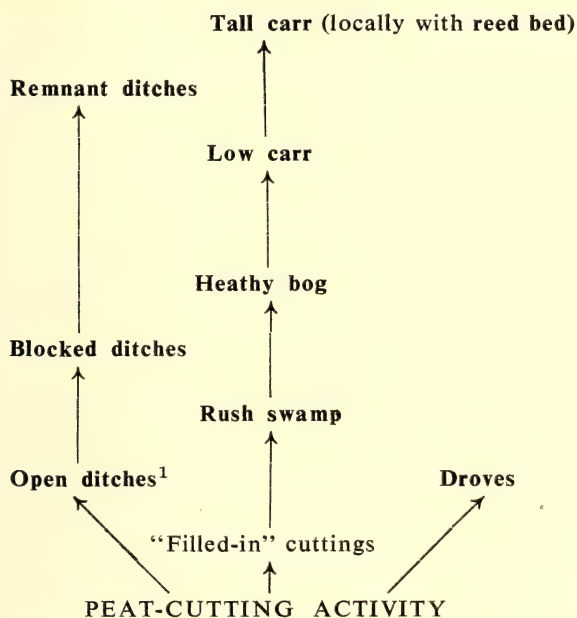 Tall carr (locally with reed bed)
Remnant ditches
Low carr
Heathy bog
Blocked ditches
Rush swamp
Open ditches¹
Droves
"Filled-in" cuttings
PEAT-CUTTING ACTIVITY